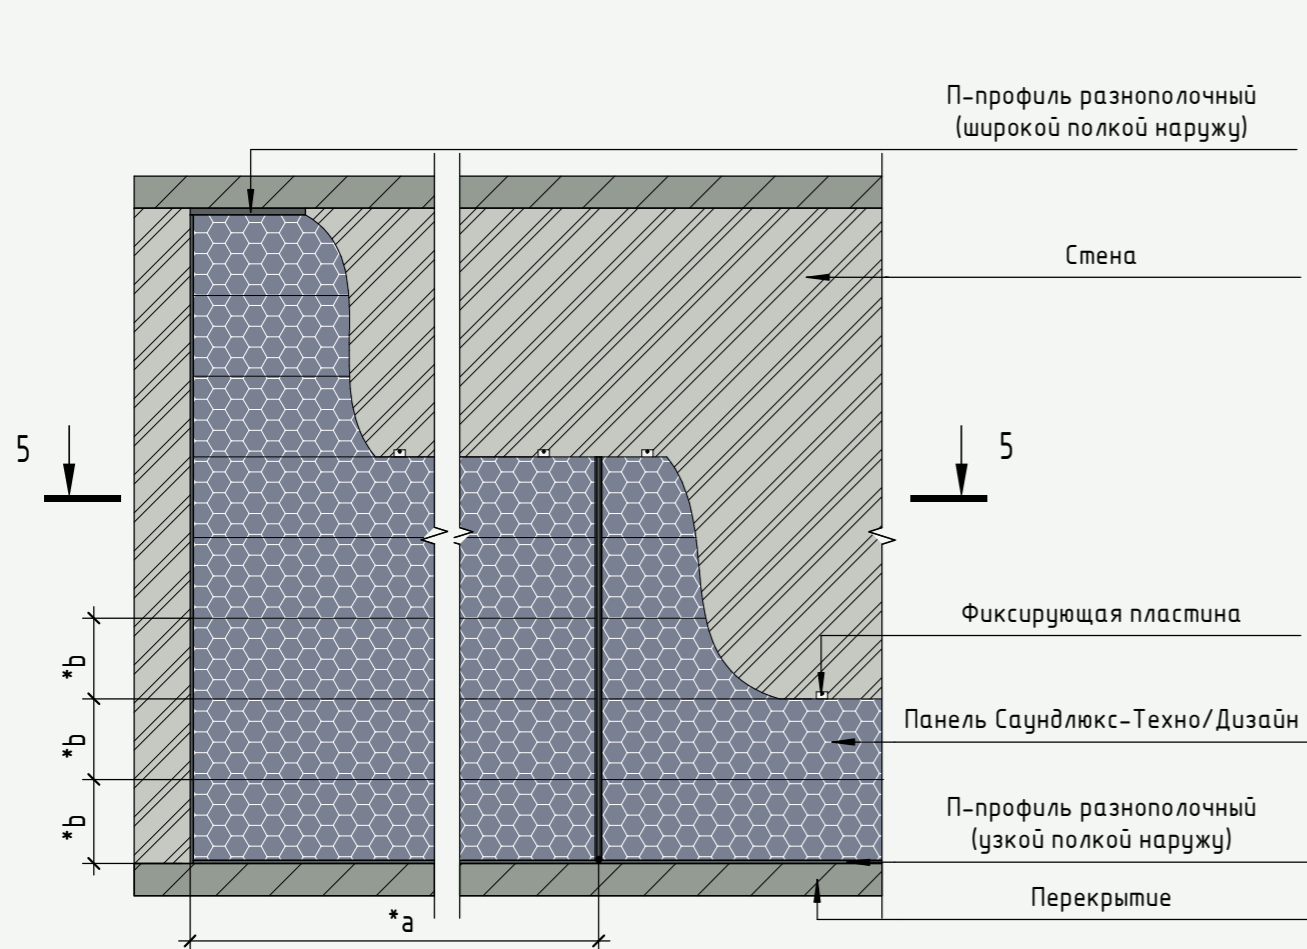 П-профиль разнополочный
(широкой полкой наружу)
Стена
5
5
Фиксирующая пластина
*b
Панель Саундлюкс-Техно/Дизайн
*b
П-профиль разнополочный
(узкой полкой наружу)
*b
Перекрытие
*a